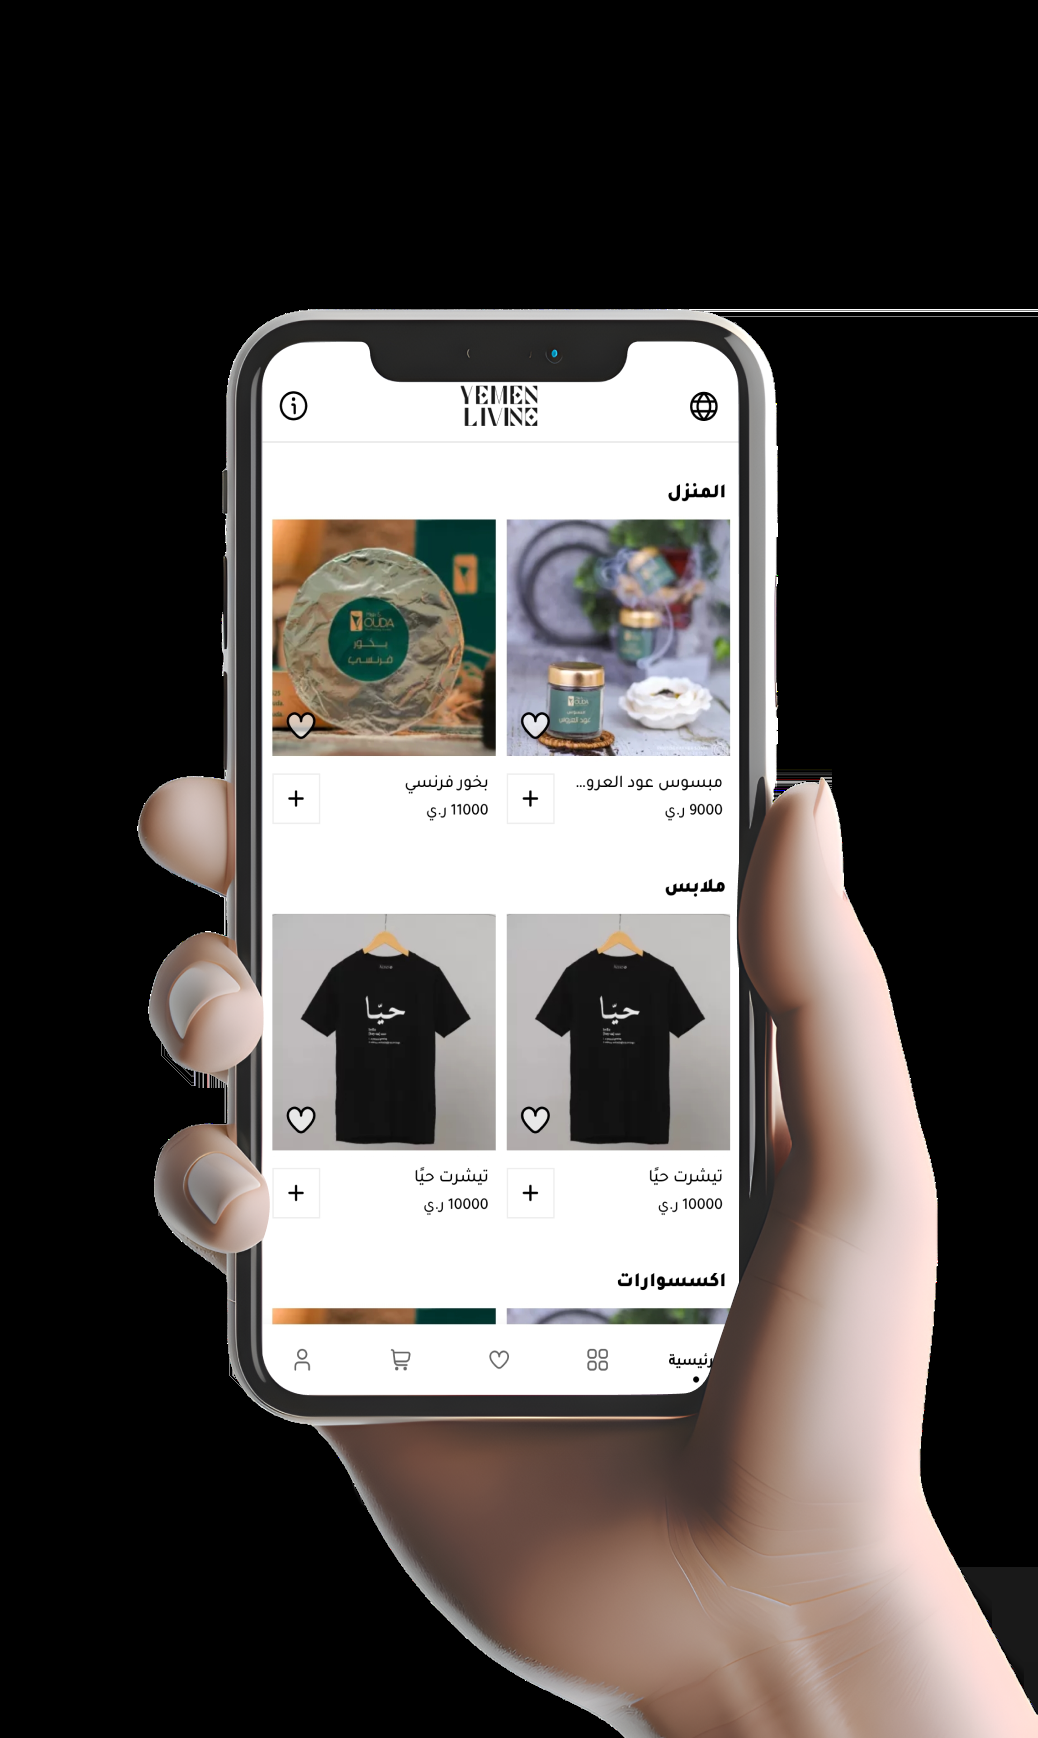 YEMEN
LIVINE
المنزل
OUDA
بخور
فرنسي
OUDA
مبسوس
عود العروس
مبسوس عود العرو...
9000 ر.ي
بخور فرنسي
11000 ر.ي
ملابس
حيّا
حيّا
تيشرت حيًا
10000 ر.ي
تيشرت حيًا
10000 ر.ي
اكسسوارات
رئيسية